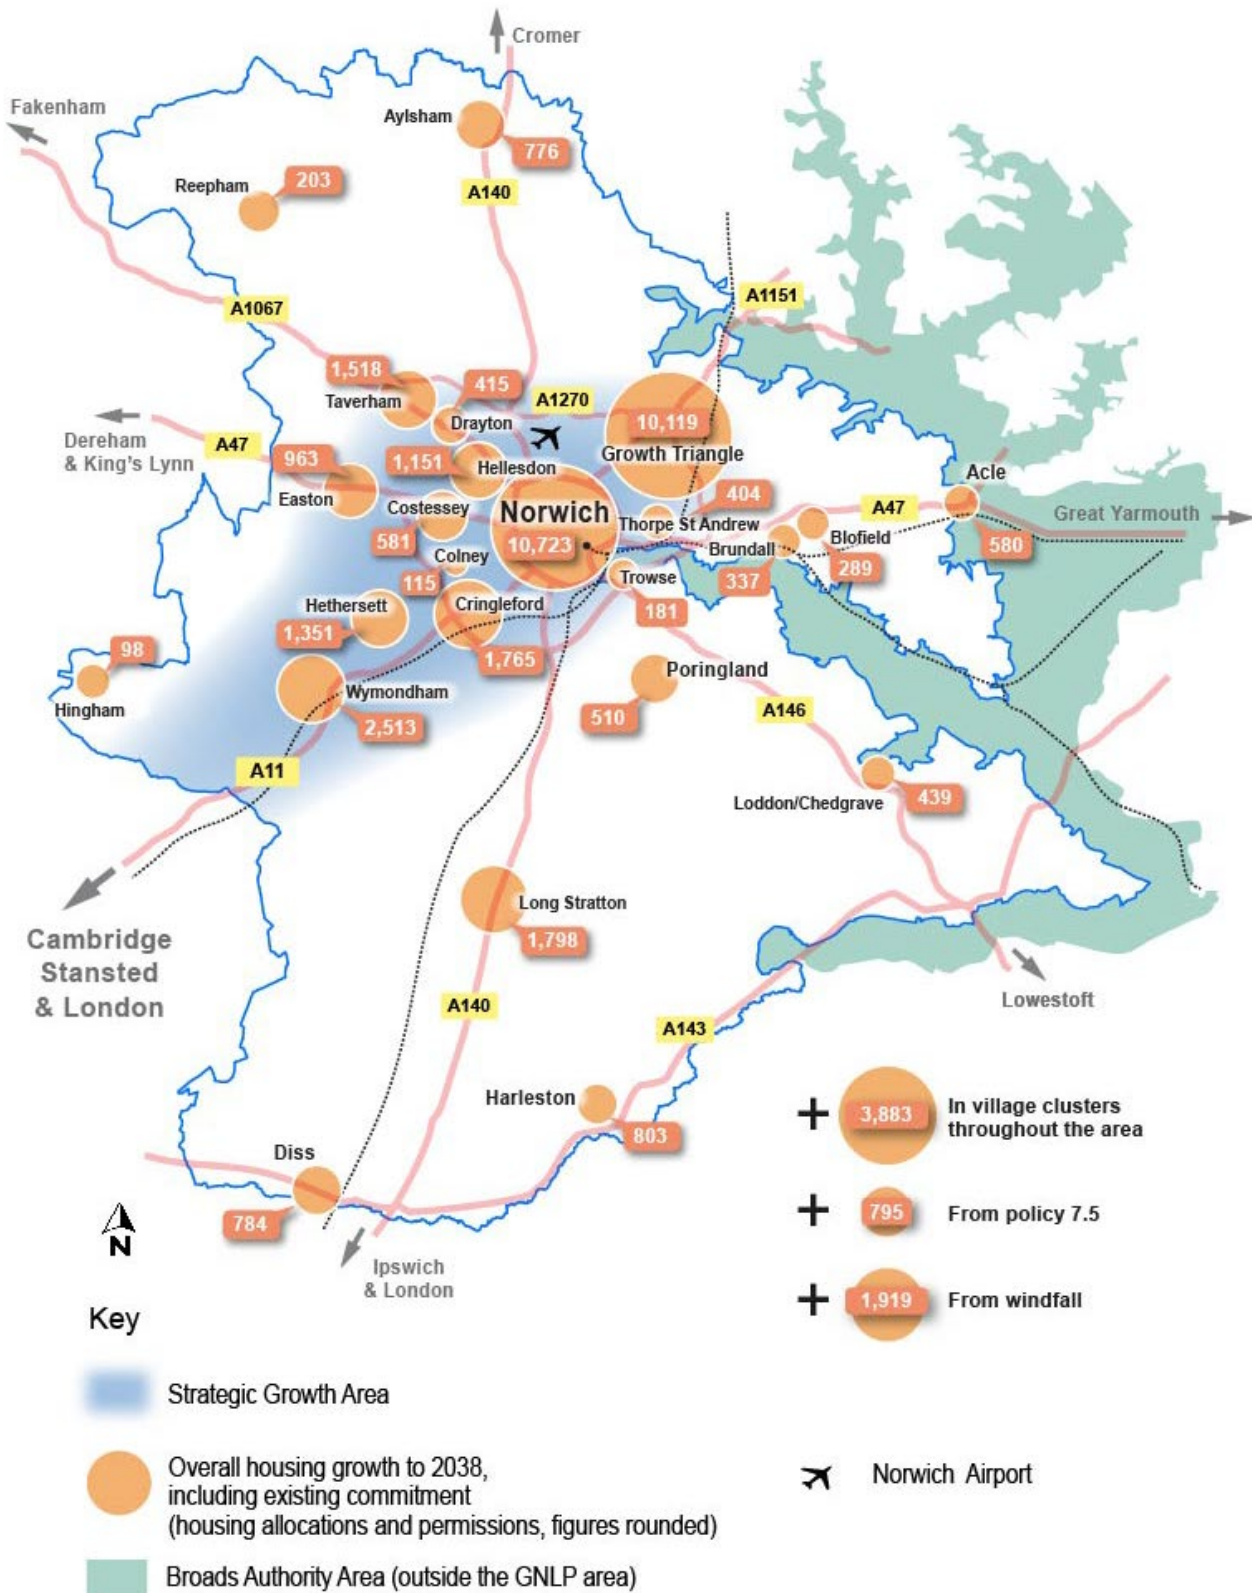 Cromer
Fakenham
Aylsham
776
Reepham
203
A140
A1067
A1151
1,518
Taverham
415
Drayton
A1270
10,119
Growth Triangle
Dereham
& King's Lynn
A47
963
Easton
1,151
Hellesdon
Costessey
581
Norwich
10,723
404
Thorpe St Andrew
Acle
580
A47
Great Yarmouth
Blofield
289
Brundall
337
Colney
115
Trowse
181
Hethersett
1,351
Cringleford
1,765
98
Hingham
Wymondham
2,513
Poringland
510
A146
A11
Loddon/Chedgrave
439
Cambridge
Stansted
& London
Long Stratton
1,798
A140
A143
Lowestoft
Harleston
803
Diss
784
N
Ipswich
& London
+ 3,883 In village clusters
throughout the area
+ 795 From policy 7.5
+ 1,919 From windfall
Key
Strategic Growth Area
Overall housing growth to 2038,
including existing commitment
(housing allocations and permissions, figures rounded)
Norwich Airport
Broads Authority Area (outside the GNLP area)